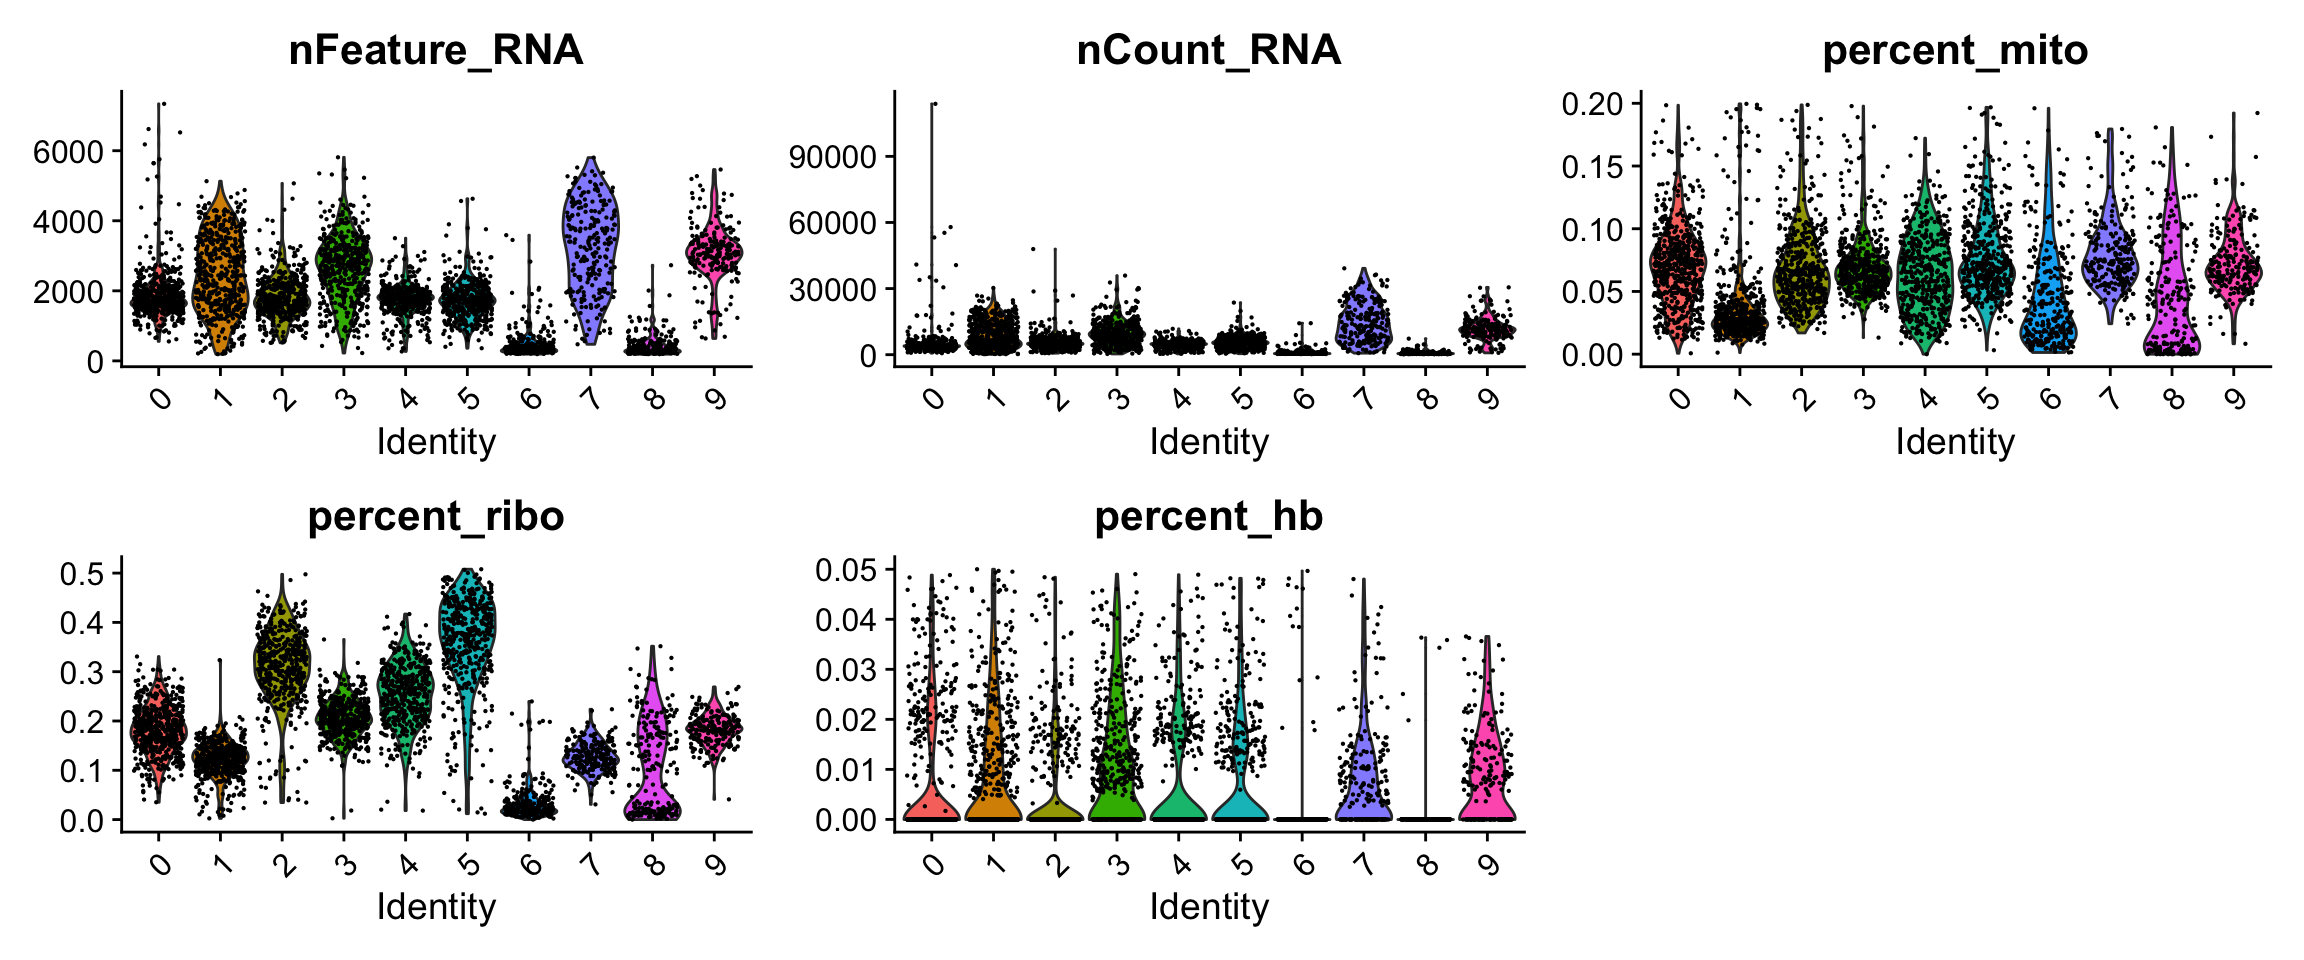 nFeature_RNA
6000
4000
2000
0
0 1 2 3 4 5 6 7 8 9
Identity
nCount_RNA
90000
60000
30000
0
0 1 2 3 4 5 6 7 8 9
Identity
percent_mito
0.20
0.15
0.10
0.05
0.00
0 1 2 3 4 5 6 7 8 9
Identity
percent_ribo
0.5
0.4
0.3
0.2
0.1
0.0
0 1 2 3 4 5 6 7 8 9
Identity
percent_hb
0.05
0.04
0.03
0.02
0.01
0.00
0 1 2 3 4 5 6 7 8 9
Identity